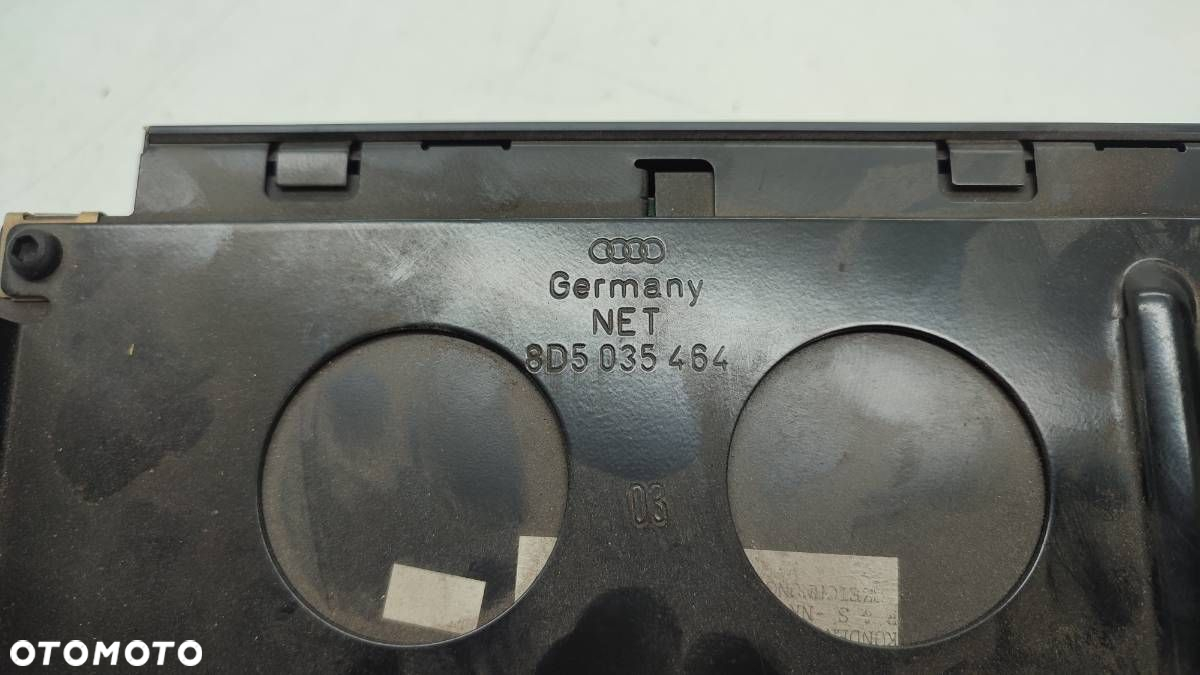 Germany
NET
8D5 035 464
03
OTOMOTO